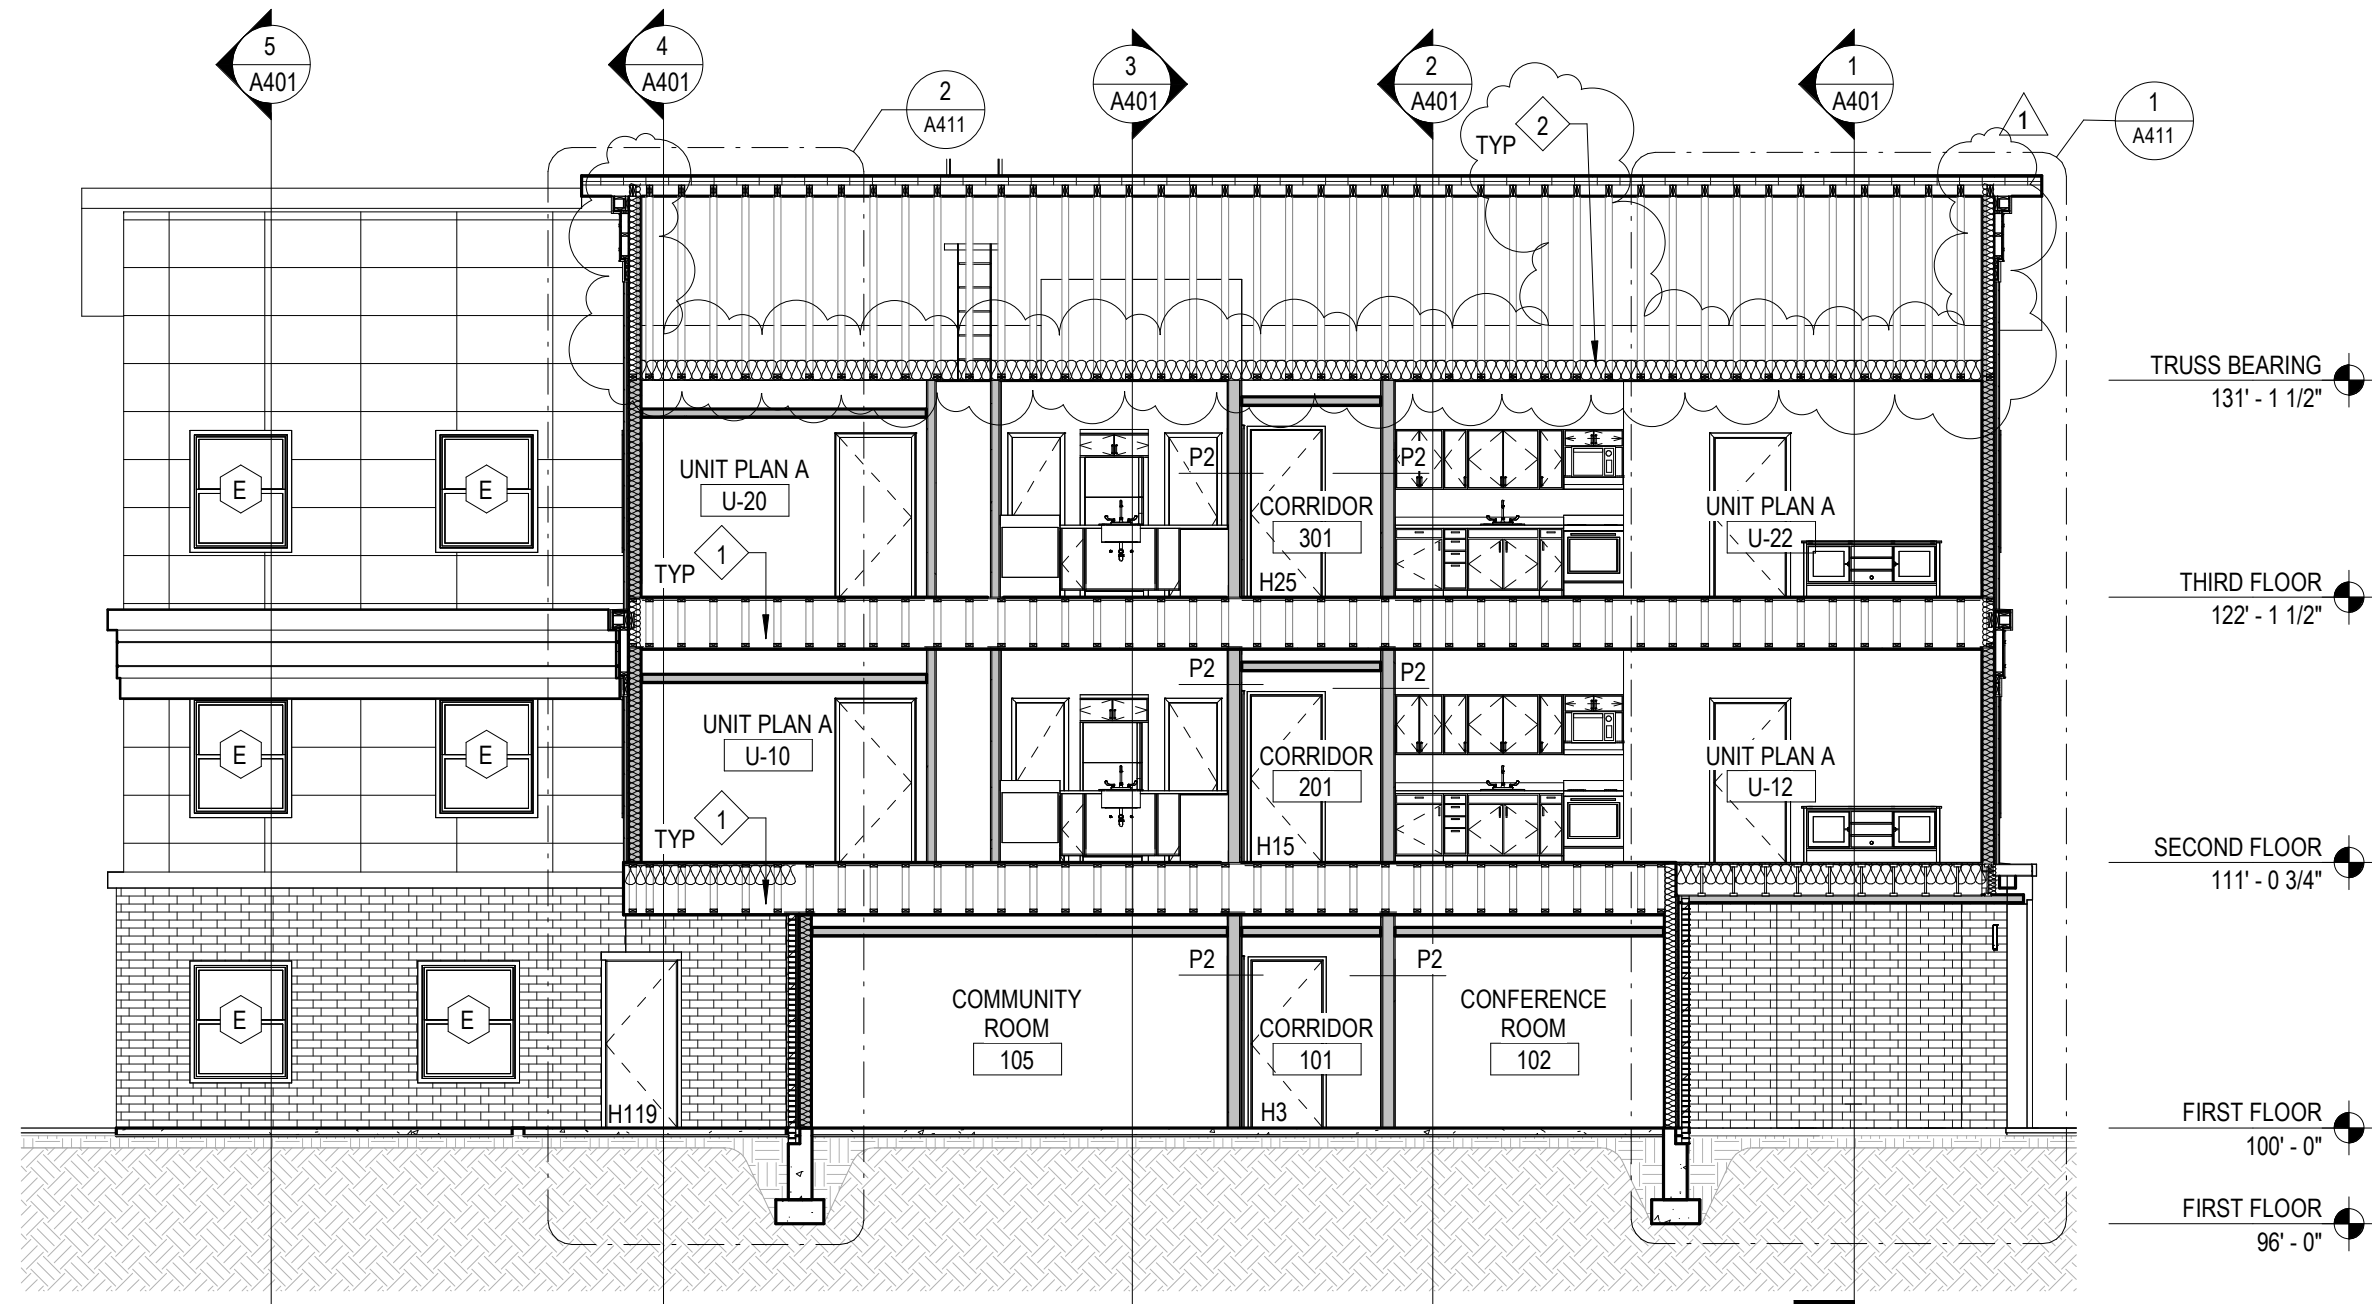 5
A401
4
A401
2
A411
3
A401
2
A401
TYP
2
1
A401
1
1
A411
TRUSS BEARING
131' - 1 1/2"
E
E
UNIT PLAN A
U-20
TYP
1
P2
CORRIDOR
301
H25
P2
UNIT PLAN A
U-22
THIRD FLOOR
122' - 1 1/2"
E
E
UNIT PLAN A
U-10
TYP
1
P2
CORRIDOR
201
H15
P2
UNIT PLAN A
U-12
SECOND FLOOR
111' - 0 3/4"
E
E
H119
COMMUNITY
ROOM
105
P2
CORRIDOR
101
H3
P2
CONFERENCE
ROOM
102
FIRST FLOOR
100' - 0"
FIRST FLOOR
96' - 0"